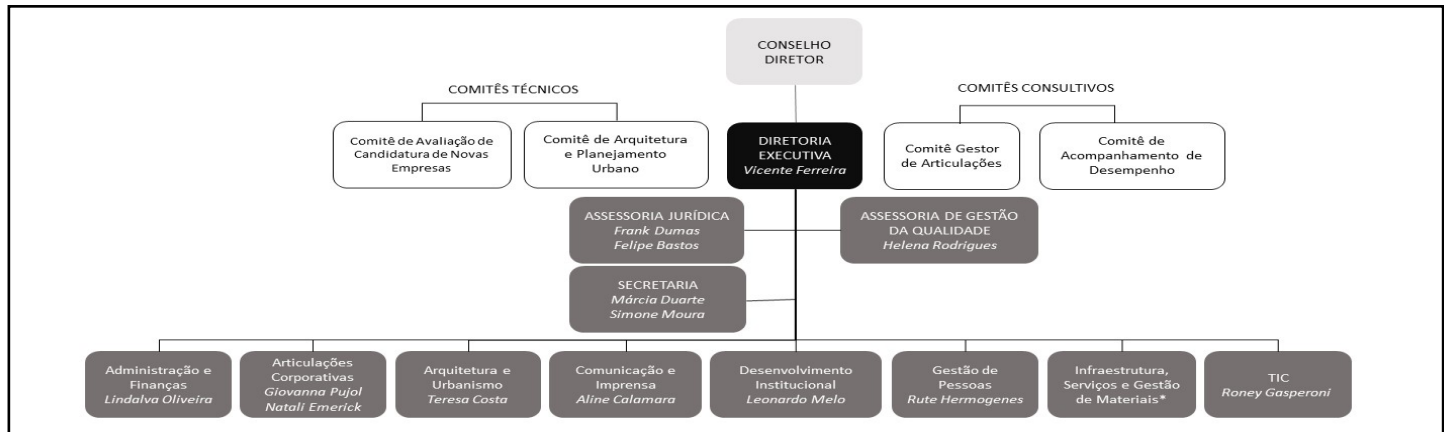 CONSELHO
DIRETOR
COMITÊS TÉCNICOS
COMITÊS CONSULTIVOS
Comitê de Avaliação de
Candidatura de Novas
Empresas
Comitê de Arquitetura
e Planejamento
Urbano
DIRETORIA
EXECUTIVA
Vicente Ferreira
Comitê Gestor
de Articulações
Comitê de
Acompanhamento de
Desempenho
ASSESSORIA JURÍDICA
Frank Dumas
Felipe Bastos
ASSESSORIA DE GESTÃO
DA QUALIDADE
Helena Rodrigues
SECRETARIA
Márcia Duarte
Simone Moura
Administração e
Finanças
Lindalva Oliveira
Articulações
Corporativas
Giovanna Pujol
Natali Emerick
Arquitetura e
Urbanismo
Teresa Costa
Comunicação e
Imprensa
Aline Calamara
Desenvolvimento
Institucional
Leonardo Melo
Gestão de
Pessoas
Rute Hermogenes
Infraestrutura,
Serviços e Gestão
de Materiais*
TIC
Roney Gasperoni